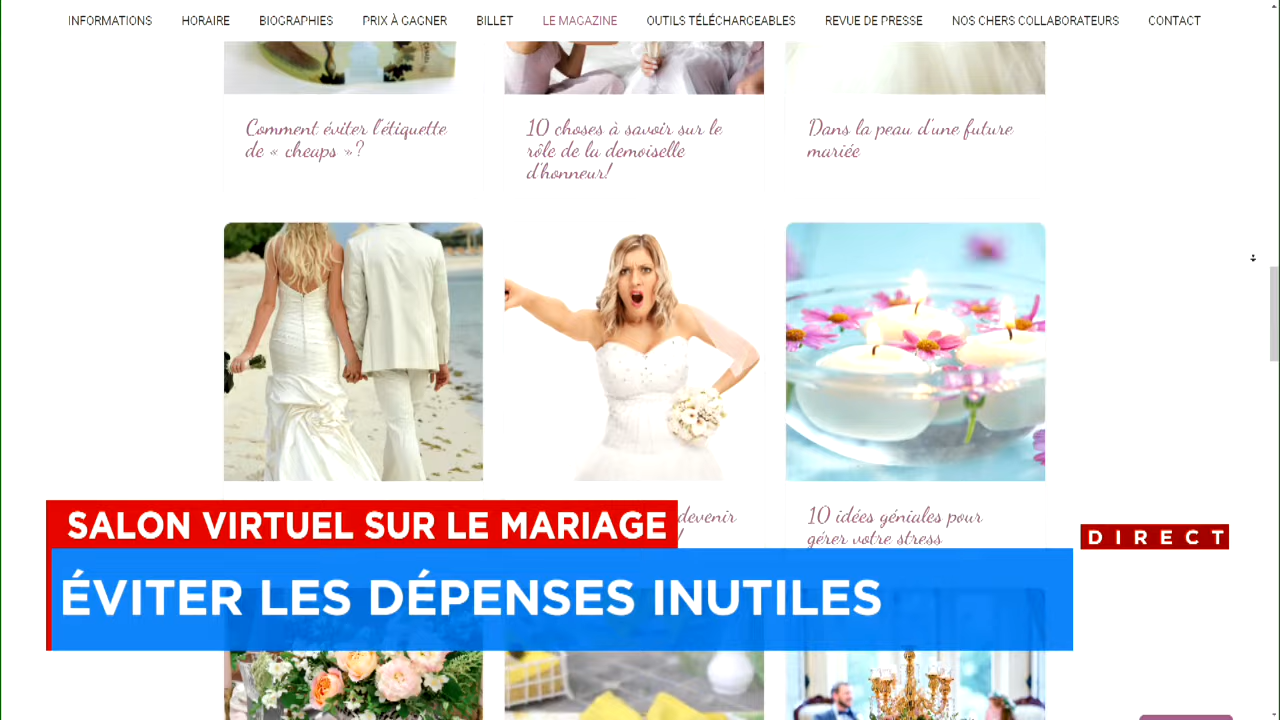 INFORMATIONS HORAIRE BIOGRAPHIES PRIX À GAGNER BILLET LE MAGAZINE OUTILS TÉLÉCHARGEABLES REVUE DE PRESSE NOS CHERS COLLABORATEURS CONTACT
Comment éviter l'étiquette
de « cheaps »?
10 choses à savoir sur le
rôle de la demoiselle
d'honneur!
Dans la peau d'une future
mariée
devenir
10 idées géniales pour
gérer votre stress
SALON VIRTUEL SUR LE MARIAGE
DIRECT
ÉVITER LES DÉPENSES INUTILES